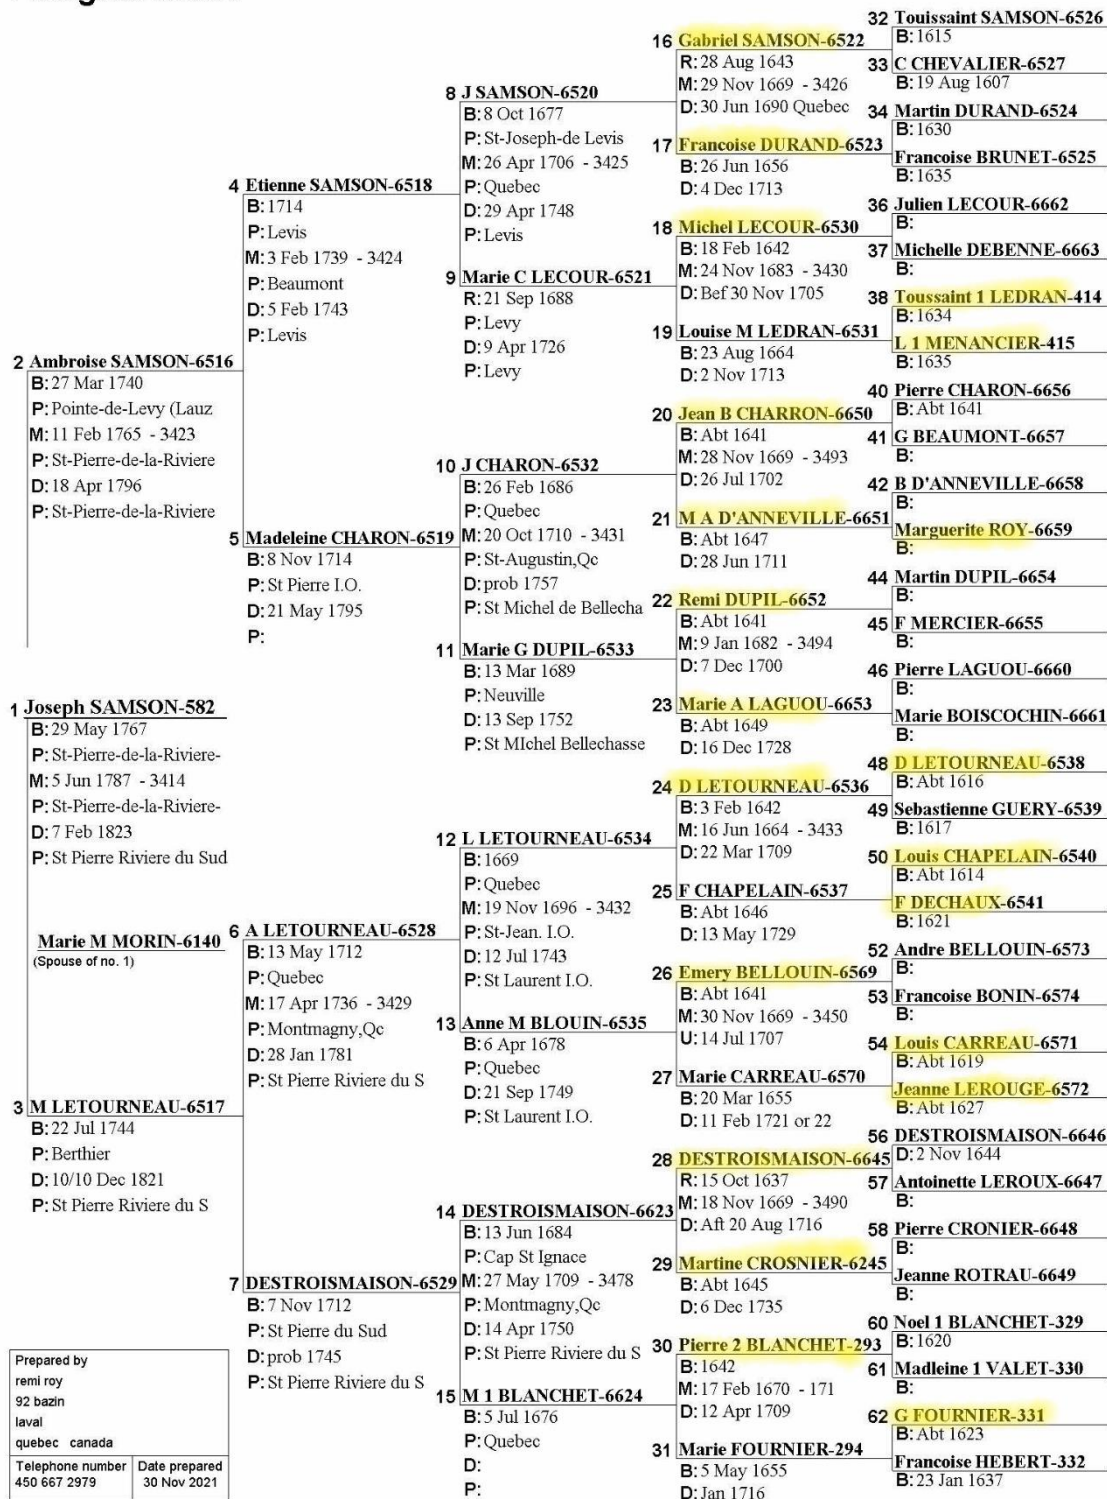 32 Touissaint SAMSON-6526
B: 1615
16 Gabriel SAMSON-6522
R: 28 Aug 1643
M: 29 Nov 1669 - 3426
D: 30 Jun 1690 Quebec
33 C CHEVALIER-6527
B: 19 Aug 1607
8 J SAMSON-6520
B: 8 Oct 1677
P: St-Joseph-de Levis
M: 26 Apr 1706 - 3425
P: Quebec
D: 29 Apr 1748
P: Levis
34 Martin DURAND-6524
B: 1630
17 Francoise DURAND-6523
B: 26 Jun 1656
D: 4 Dec 1713
Francoise BRUNET-6525
B: 1635
4 Etienne SAMSON-6518
B: 1714
P: Levis
M: 3 Feb 1739 - 3424
P: Beaumont
D: 5 Feb 1743
P: Levis
36 Julien LECOUR-6662
B:
18 Michel LECOUR-6530
B: 18 Feb 1642
M: 24 Nov 1683 - 3430
D: Bef 30 Nov 1705
37 Michelle DEBENNE-6663
B:
9 Marie C LECOUR-6521
R: 21 Sep 1688
P: Levy
D: 9 Apr 1726
P: Levy
38 Toussaint 1 LEDRAN-414
B: 1634
19 Louise M LEDRAN-6531
B: 23 Aug 1664
D: 2 Nov 1713
L 1 MENANCIER-415
B: 1635
2 Ambroise SAMSON-6516
B: 27 Mar 1740
P: Pointe-de-Levy (Lauz
M: 11 Feb 1765 - 3423
P: St-Pierre-de-la-Riviere
D: 18 Apr 1796
P: St-Pierre-de-la-Riviere
40 Pierre CHARON-6656
B: Abt 1641
20 Jean B CHARRON-6650
B: Abt 1641
M: 28 Nov 1669 - 3493
D: 26 Jul 1702
41 G BEAUMONT-6657
B:
10 J CHARON-6532
B: 26 Feb 1686
P: Quebec
M: 20 Oct 1710 - 3431
P: St-Augustin,Qc
D: prob 1757
P: St Michel de Bellecha
42 B D'ANNEVILLE-6658
B:
21 M A D'ANNEVILLE-6651
B: Abt 1647
D: 28 Jun 1711
Marguerite ROY-6659
B:
5 Madeleine CHARON-6519
B: 8 Nov 1714
P: St Pierre I.O.
D: 21 May 1795
P:
44 Martin DUPIL-6654
B:
22 Remi DUPIL-6652
B: Abt 1641
M: 9 Jan 1682 - 3494
D: 7 Dec 1700
45 F MERCIER-6655
B:
11 Marie G DUPIL-6533
B: 13 Mar 1689
P: Neuville
D: 13 Sep 1752
P: St MIchel Bellechasse
46 Pierre LAGUOU-6660
B:
23 Marie A LAGUOU-6653
B: Abt 1649
D: 16 Dec 1728
Marie BOISCOCHIN-6661
B:
1 Joseph SAMSON-582
B: 29 May 1767
P: St-Pierre-de-la-Riviere-
M: 5 Jun 1787 - 3414
P: St-Pierre-de-la-Riviere-
D: 7 Feb 1823
P: St Pierre Riviere du Sud
Marie M MORIN-6140
(Spouse of no. 1)
48 D LETOURNEAU-6538
B: Abt 1616
24 D LETOURNEAU-6536
B: 3 Feb 1642
M: 16 Jun 1664 - 3433
D: 22 Mar 1709
49 Sebastienne GUERY-6539
B: 1617
12 L LETOURNEAU-6534
B: 1669
P: Quebec
M: 19 Nov 1696 - 3432
P: St-Jean. I.O.
D: 12 Jul 1743
P: St Laurent I.O.
50 Louis CHAPELAIN-6540
B: Abt 1614
25 F CHAPELAIN-6537
B: Abt 1646
D: 13 May 1729
F DECHAUX-6541
B: 1621
6 A LETOURNEAU-6528
B: 13 May 1712
P: Quebec
M: 17 Apr 1736 - 3429
P: Montmagny,Qc
D: 28 Jan 1781
P: St Pierre Riviere du S
52 Andre BELLOUIN-6573
B:
26 Emery BELLOUIN-6569
B: Abt 1641
M: 30 Nov 1669 - 3450
U: 14 Jul 1707
53 Francoise BONIN-6574
B:
13 Anne M BLOUIN-6535
B: 6 Apr 1678
P: Quebec
D: 21 Sep 1749
P: St Laurent I.O.
54 Louis CARREAU-6571
B: Abt 1619
27 Marie CARREAU-6570
B: 20 Mar 1655
D: 11 Feb 1721 or 22
Jeanne LEROUGE-6572
B: Abt 1627
3 M LETOURNEAU-6517
B: 22 Jul 1744
P: Berthier
D: 10/10 Dec 1821
P: St Pierre Riviere du S
56 DESTROISMAISON-6646
D: 2 Nov 1644
28 DESTROISMAISON-6645
R: 15 Oct 1637
M: 18 Nov 1669 - 3490
D: Aft 20 Aug 1716
57 Antoinette LEROUX-6647
B:
14 DESTROISMAISON-6623
B: 13 Jun 1684
P: Cap St Ignace
M: 27 May 1709 - 3478
P: Montmagny,Qc
D: 14 Apr 1750
P: St Pierre Riviere du S
58 Pierre CRONIER-6648
B:
29 Martine CROSNIER-6245
B: Abt 1645
D: 6 Dec 1735
Jeanne ROTRAU-6649
B:
7 DESTROISMAISON-6529
B: 7 Nov 1712
P: St Pierre du Sud
D: prob 1745
P: St Pierre Riviere du S
60 Noel 1 BLANCHET-329
B: 1620
30 Pierre 2 BLANCHET-293
B: 1642
M: 17 Feb 1670 - 171
D: 12 Apr 1709
61 Madleine 1 VALET-330
B:
15 M 1 BLANCHET-6624
B: 5 Jul 1676
P: Quebec
D:
P:
62 G FOURNIER-331
B: Abt 1623
31 Marie FOURNIER-294
B: 5 May 1655
D: Jan 1716
Francoise HEBERT-332
B: 23 Jan 1637
Prepared by
remi roy
92 bazin
laval
quebec canada
Telephone number
450 667 2979
Date prepared
30 Nov 2021